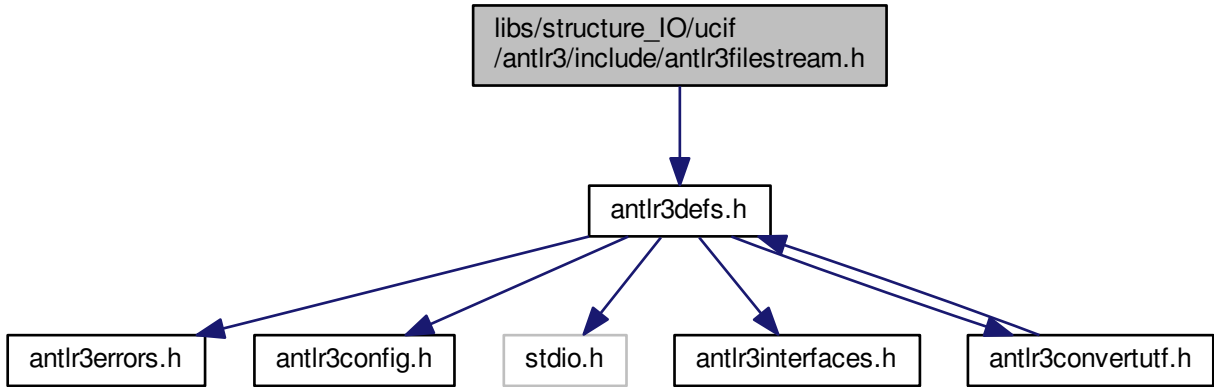 libs/structure_IO/ucif
/antlr3/include/antlr3filestream.h
antlr3defs.h
antlr3errors.h
antlr3config.h
stdio.h
antlr3interfaces.h
antlr3convertutf.h